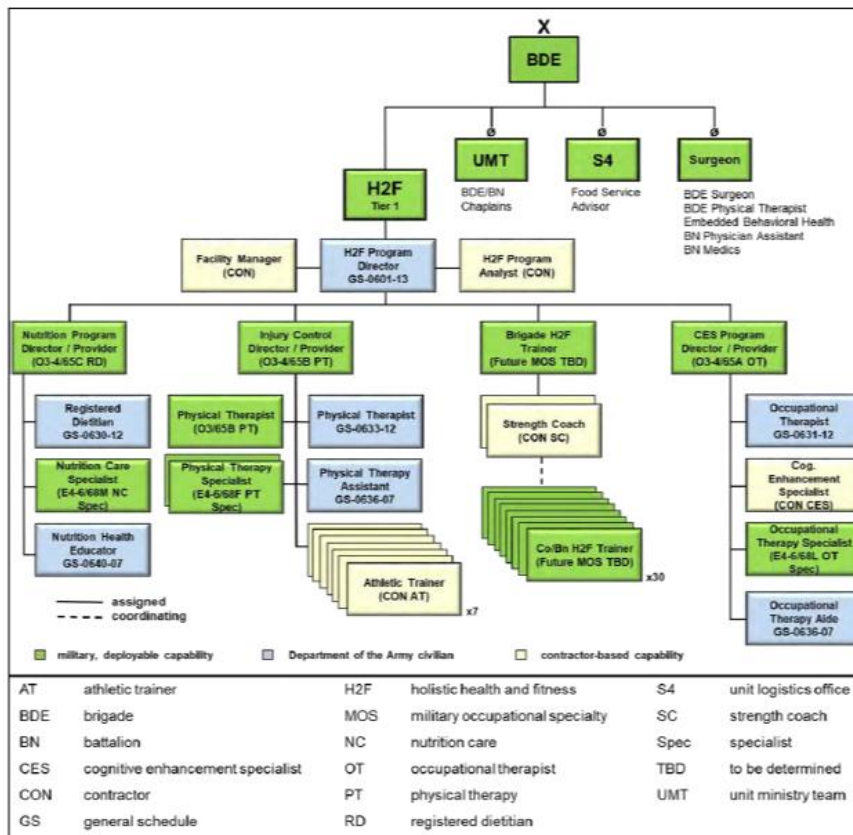 X
BDE
H2F
Tier 1
Ø
UMT
BDE/BN
Chaplains
Ø
S4
Food Service
Advisor
Ø
Surgeon
BDE Surgeon
BDE Physical Therapist
Embedded Behavioral Health
BN Physician Assistant
BN Medics
Facility Manager
(CON)
H2F Program
Director
GS-0601-13
H2F Program
Analyst (CON)
Nutrition Program
Director / Provider
(O3-4/65C RD)
Injury Control
Director / Provider
(O3-4/65B PT)
Brigade H2F
Trainer
(Future MOS TBD)
CES Program
Director / Provider
(O3-4/65A OT)
Registered
Dietitian
GS-0630-12
Nutrition Care
Specialist
(E4-6/68M NC
Spec)
Nutrition Health
Educator
GS-0640-07
Physical Therapist
(O3/65B PT)
Physical Therapy
Specialist
(E4-6/68F PT
Spec)
Physical Therapist
GS-0633-12
Physical Therapy
Assistant
GS-0636-07
Athletic Trainer
(CON AT)
x7
Strength Coach
(CON SC)
Co/Bn H2F Trainer
(Future MOS TBD)
x30
Occupational
Therapist
GS-0631-12
Cog.
Enhancement
Specialist
(CON CES)
Occupational
Therapy Specialist
(E4-6/68L OT
Spec)
Occupational
Therapy Aide
GS-0636-07
assigned
coordinating
military, deployable capability
Department of the Army civilian
contractor-based capability
AT athletic trainer
BDE brigade
BN battalion
CES cognitive enhancement specialist
CON contractor
GS general schedule
H2F holistic health and fitness
MOS military occupational specialty
NC nutrition care
OT occupational therapist
PT physical therapy
RD registered dietitian
S4 unit logistics office
SC strength coach
Spec specialist
TBD to be determined
UMT unit ministry team